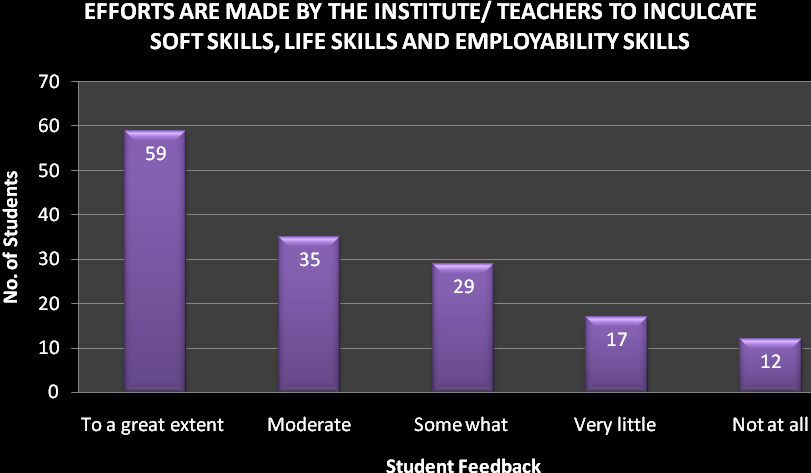 EFFORTS ARE MADE BY THE INSTITUTE/ TEACHERS TO INCULCATE
SOFT SKILLS, LIFE SKILLS AND EMPLOYABILITY SKILLS
No. of Students
70
60
50
40
30
20
10
0
59
35
29
17
12
To a great extent Moderate Some what Very little Not at all
Student Feedback